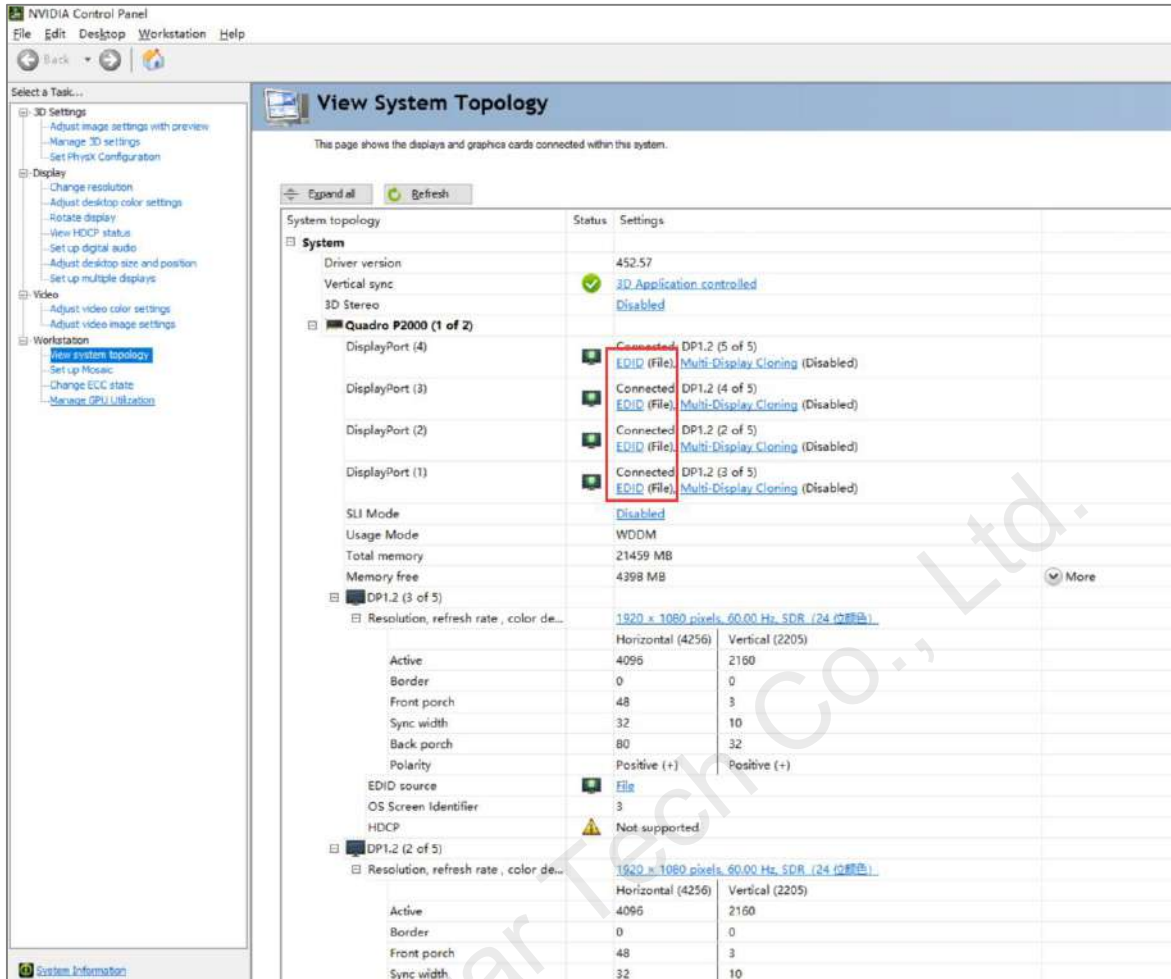 NVIDIA Control Panel
File Edit Desktop Workstation Help
Back
Select a Task...
3D Settings
Adjust image settings with preview
Manage 3D settings
Set PhysX Configuration
Display
Change resolution
Adjust desktop color settings
Rotate display
View HDCP status
Set up digital audio
Adjust desktop size and position
Set up multiple displays
Video
Adjust video color settings
Adjust video image settings
Workstation
View system topology
Set up Mosaic
Change ECC state
Manage GPU Utilization
System Information
View System Topology
This page shows the displays and graphics cards connected within this system.
Expand all Refresh
System topology Status Settings
System
Driver version 452.57
Vertical sync 3D Application controlled
3D Stereo Disabled
Quadro P2000 (1 of 2)
DisplayPort (4) Connected, DP1.2 (5 of 5)
EDID (File), Multi-Display Cloning (Disabled)
DisplayPort (3) Connected, DP1.2 (4 of 5)
EDID (File), Multi-Display Cloning (Disabled)
DisplayPort (2) Connected, DP1.2 (2 of 5)
EDID (File), Multi-Display Cloning (Disabled)
DisplayPort (1) Connected, DP1.2 (3 of 5)
EDID (File), Multi-Display Cloning (Disabled)
SLI Mode Disabled
Usage Mode WDDM
Total memory 21459 MB
Memory free 4398 MB More
DP1.2 (3 of 5)
Resolution, refresh rate , color de... 1920 × 1080 pixels, 60.00 Hz, SDR (24 位颜色)
Horizontal (4256) Vertical (2205)
Active 4096 2160
Border 0 0
Front porch 48 3
Sync width 32 10
Back porch 80 32
Polarity Positive (+) Positive (+)
EDID source File
OS Screen Identifier 3
HDCP Not supported
DP1.2 (2 of 5)
Resolution, refresh rate , color de... 1920 × 1080 pixels, 60.00 Hz, SDR (24 位颜色)
Horizontal (4256) Vertical (2205)
Active 4096 2160
Border 0 0
Front porch 48 3
Sync width 32 10
Tech Co., Ltd.